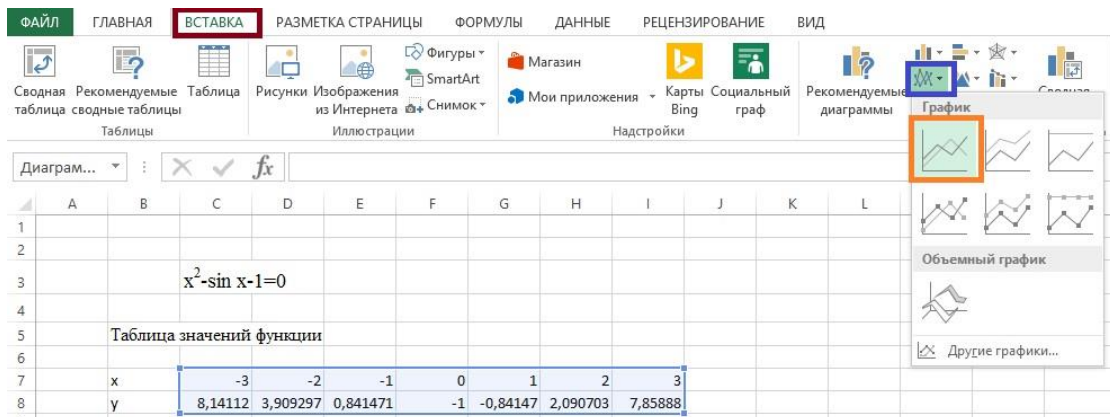 ФАЙЛ ГЛАВНАЯ ВСТАВКА РАЗМЕТКА СТРАНИЦЫ ФОРМУЛЫ ДАННЫЕ РЕЦЕНЗИРОВАНИЕ ВИД
Сводная таблица
Рекомендуемые сводные таблицы
Таблица
Таблицы
Рисунки
Изображения из Интернета
Фигуры
SmartArt
Снимок
Иллюстрации
Магазин
Мои приложения
Карты Bing
Социальный граф
Надстройки
Рекомендуемые диаграммы
График
Объемный график
Другие графики...
Диаграм... fx
A B C D E F G H I J K L
1
2
3 x²-sin x-1=0
4
5 Таблица значений функции
6
7 x -3 -2 -1 0 1 2 3
8 y 8,14112 3,909297 0,841471 -1 -0,84147 2,090703 7,85888